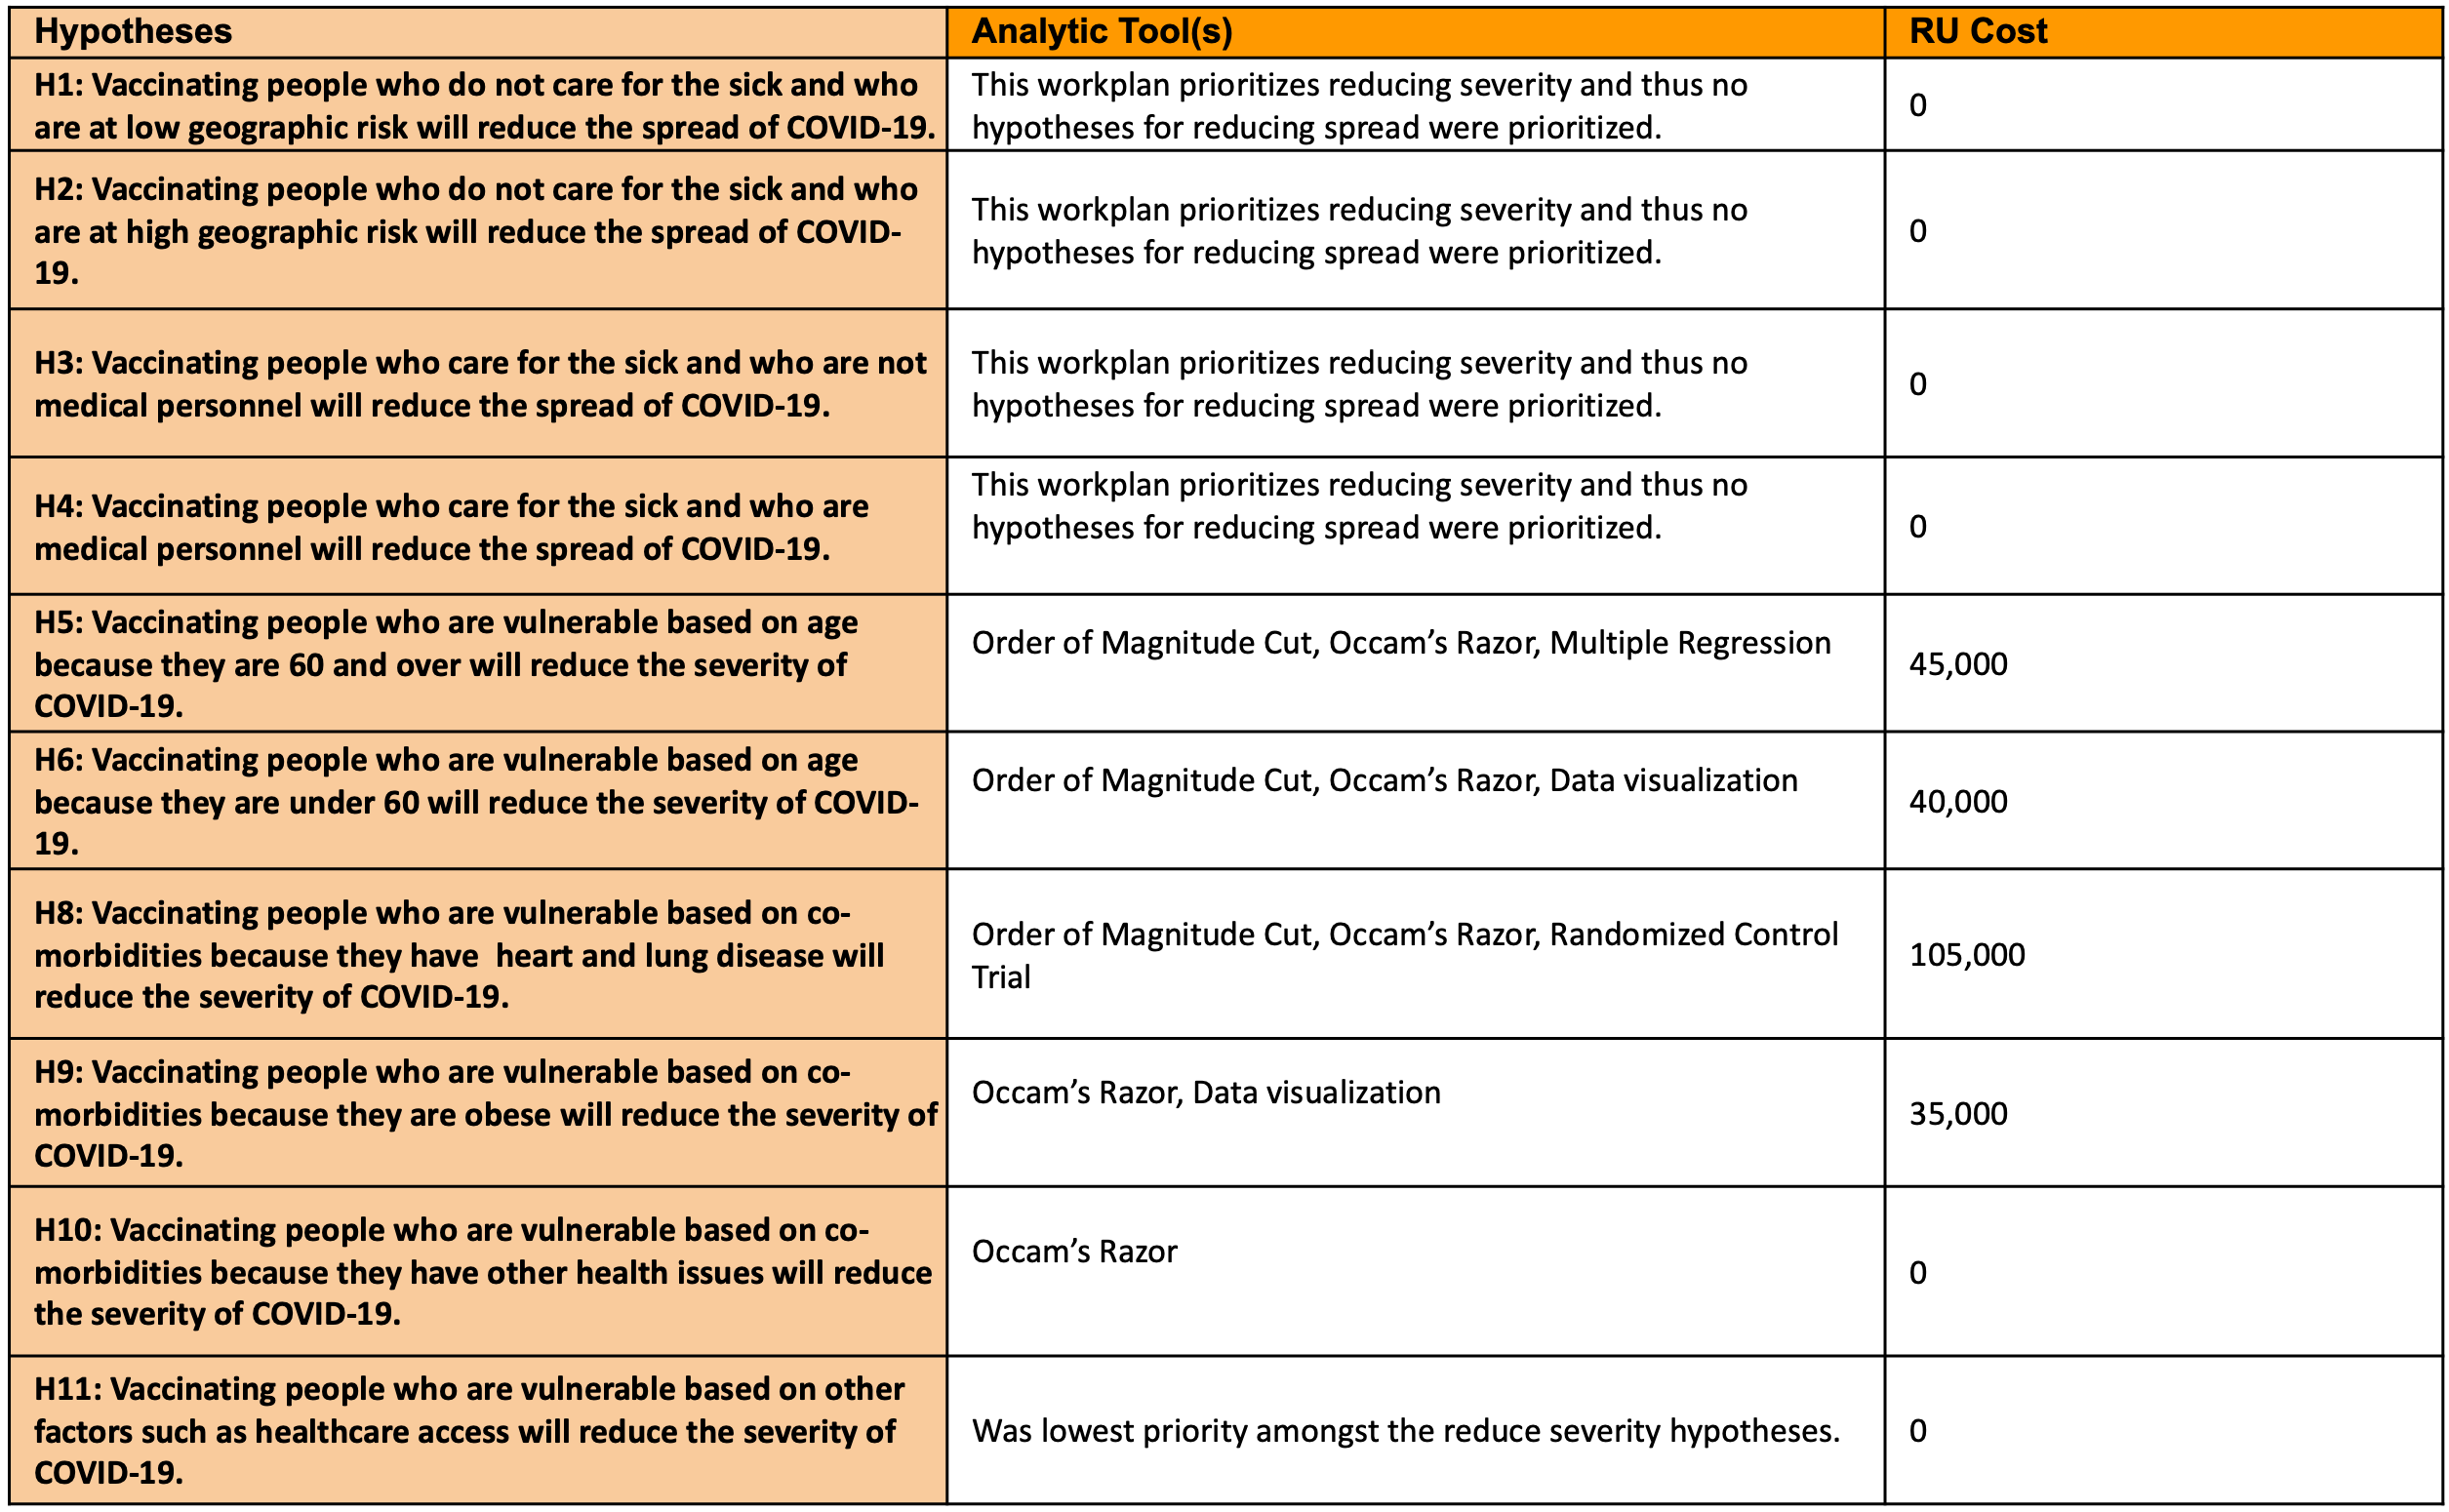 Hypotheses
Analytic Tool(s)
RU Cost
H1: Vaccinating people who do not care for the sick and who
are at low geographic risk will reduce the spread of COVID-19.
This workplan prioritizes reducing severity and thus no
hypotheses for reducing spread were prioritized.
0
H2: Vaccinating people who do not care for the sick and who
are at high geographic risk will reduce the spread of COVID-
19.
This workplan prioritizes reducing severity and thus no
hypotheses for reducing spread were prioritized.
0
H3: Vaccinating people who care for the sick and who are not
medical personnel will reduce the spread of COVID-19.
This workplan prioritizes reducing severity and thus no
hypotheses for reducing spread were prioritized.
0
H4: Vaccinating people who care for the sick and who are
medical personnel will reduce the spread of COVID-19.
This workplan prioritizes reducing severity and thus no
hypotheses for reducing spread were prioritized.
0
H5: Vaccinating people who are vulnerable based on age
because they are 60 and over will reduce the severity of
COVID-19.
Order of Magnitude Cut, Occam's Razor, Multiple Regression
45,000
H6: Vaccinating people who are vulnerable based on age
because they are under 60 will reduce the severity of COVID-
19.
Order of Magnitude Cut, Occam's Razor, Data visualization
40,000
H8: Vaccinating people who are vulnerable based on co-
morbidities because they have  heart and lung disease will
reduce the severity of COVID-19.
Order of Magnitude Cut, Occam's Razor, Randomized Control
Trial
105,000
H9: Vaccinating people who are vulnerable based on co-
morbidities because they are obese will reduce the severity of
COVID-19.
Occam's Razor, Data visualization
35,000
H10: Vaccinating people who are vulnerable based on co-
morbidities because they have other health issues will reduce
the severity of COVID-19.
Occam's Razor
0
H11: Vaccinating people who are vulnerable based on other
factors such as healthcare access will reduce the severity of
COVID-19.
Was lowest priority amongst the reduce severity hypotheses.
0